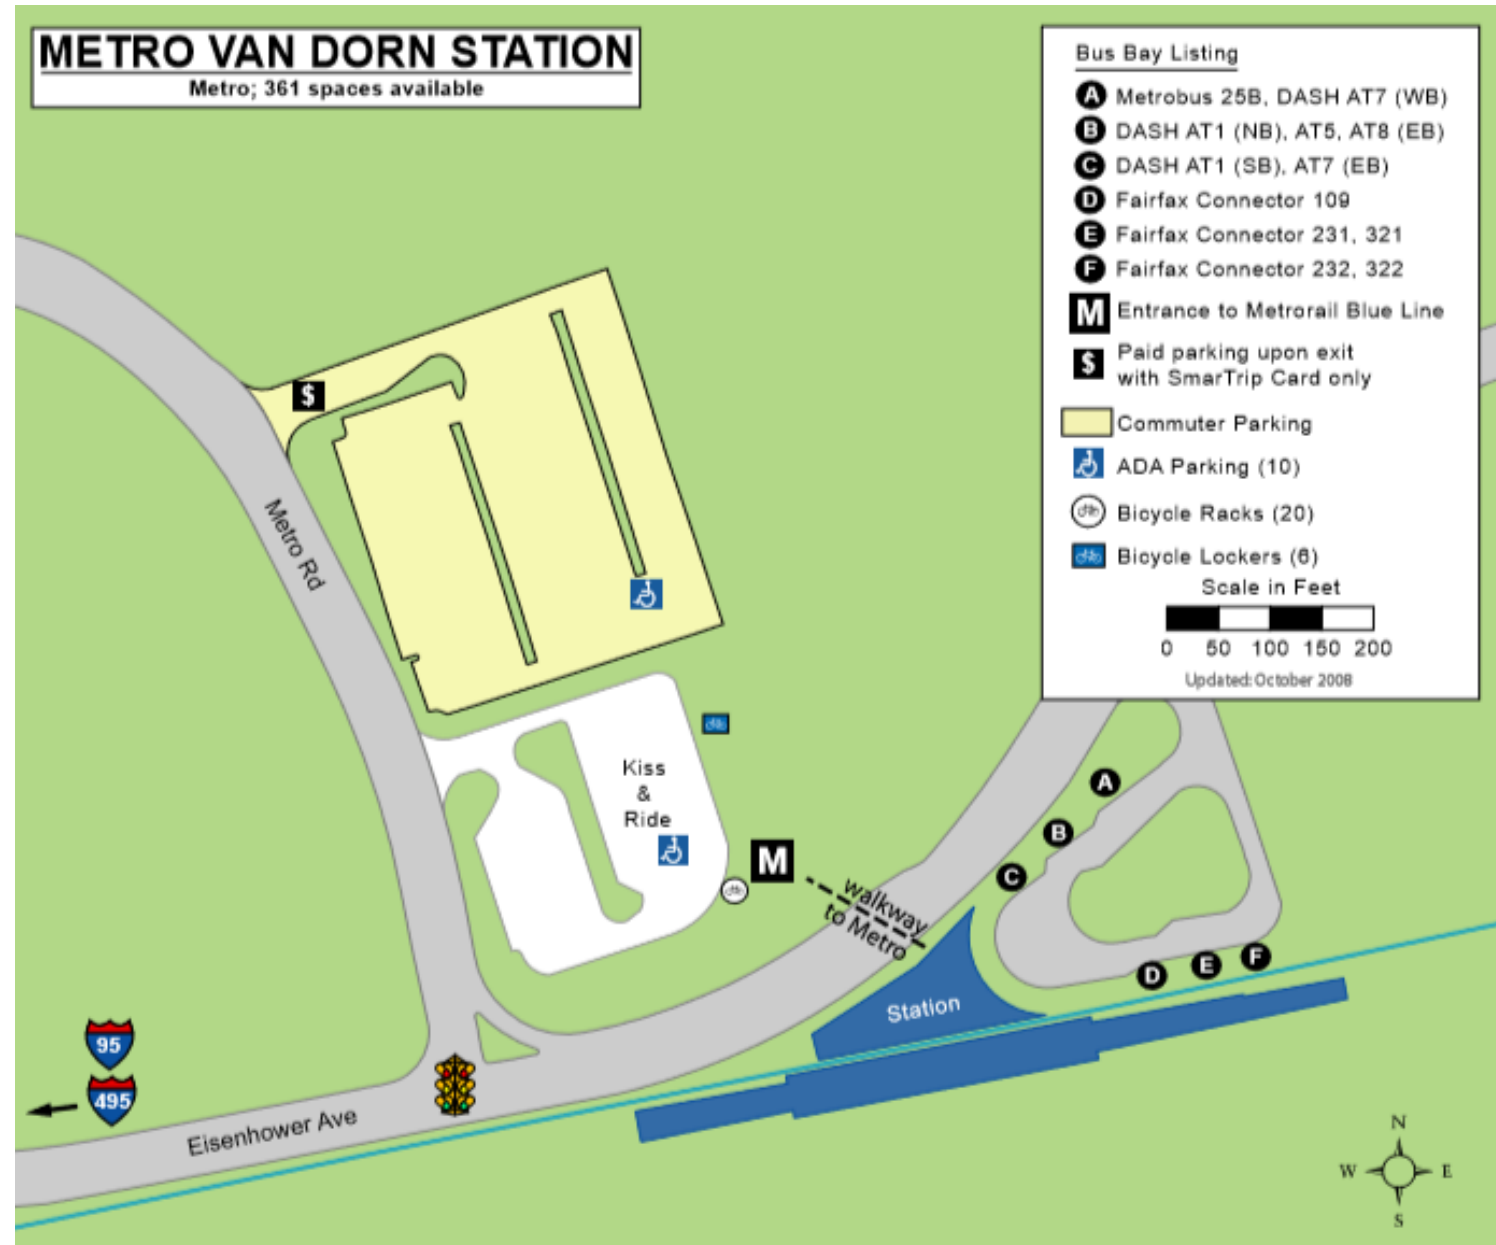 METRO VAN DORN STATION
Metro; 361 spaces available
Bus Bay Listing
A Metrobus 25B, DASH AT7 (WB)
B DASH AT1 (NB), AT5, AT8 (EB)
C DASH AT1 (SB), AT7 (EB)
D Fairfax Connector 109
E Fairfax Connector 231, 321
F Fairfax Connector 232, 322
M Entrance to Metrorail Blue Line
$ Paid parking upon exit
with SmarTrip Card only
Commuter Parking
ADA Parking (10)
Bicycle Racks (20)
Bicycle Lockers (6)
Scale in Feet
0 50 100 150 200
Updated: October 2008
$
Metro Rd
Kiss
&
Ride
M
walkway
to Metro
A
B
C
D
E
F
Station
95
495
Eisenhower Ave
N
W E
S